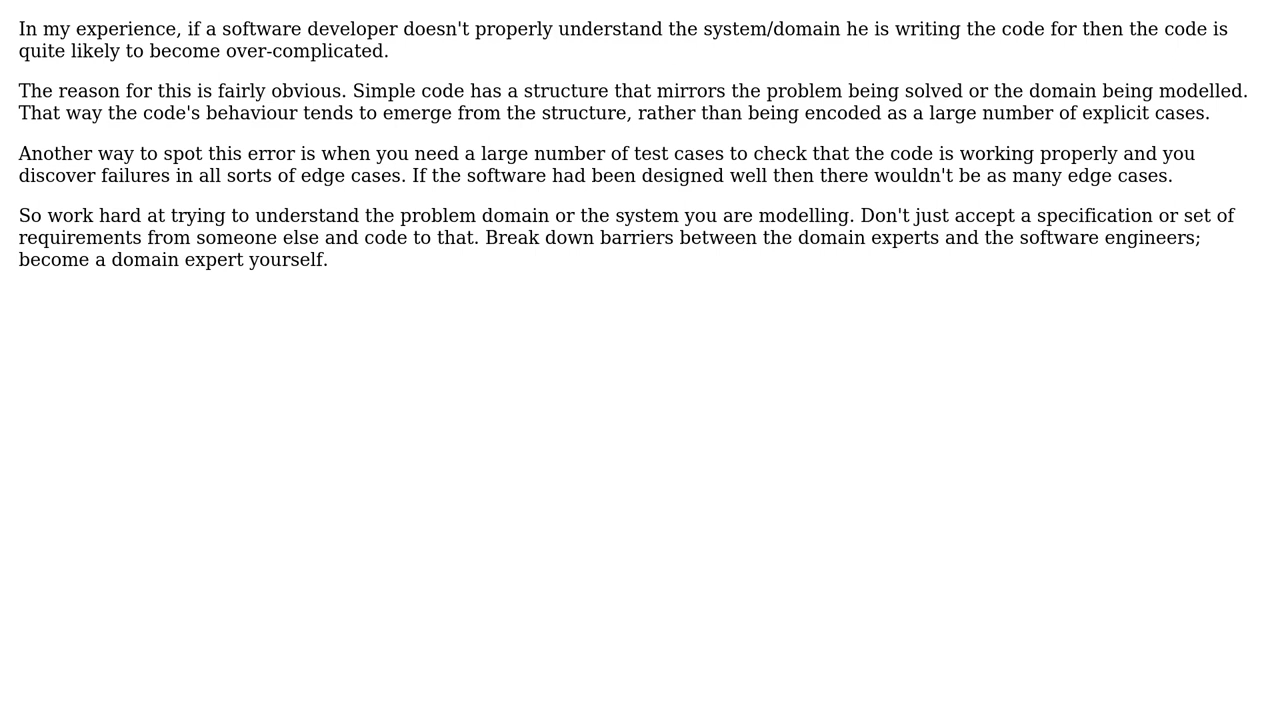 In my experience, if a software developer doesn't properly understand the system/domain he is writing the code for then the code is
quite likely to become over-complicated.
The reason for this is fairly obvious. Simple code has a structure that mirrors the problem being solved or the domain being modelled.
That way the code's behaviour tends to emerge from the structure, rather than being encoded as a large number of explicit cases.
Another way to spot this error is when you need a large number of test cases to check that the code is working properly and you
discover failures in all sorts of edge cases. If the software had been designed well then there wouldn't be as many edge cases.
So work hard at trying to understand the problem domain or the system you are modelling. Don't just accept a specification or set of
requirements from someone else and code to that. Break down barriers between the domain experts and the software engineers;
become a domain expert yourself.